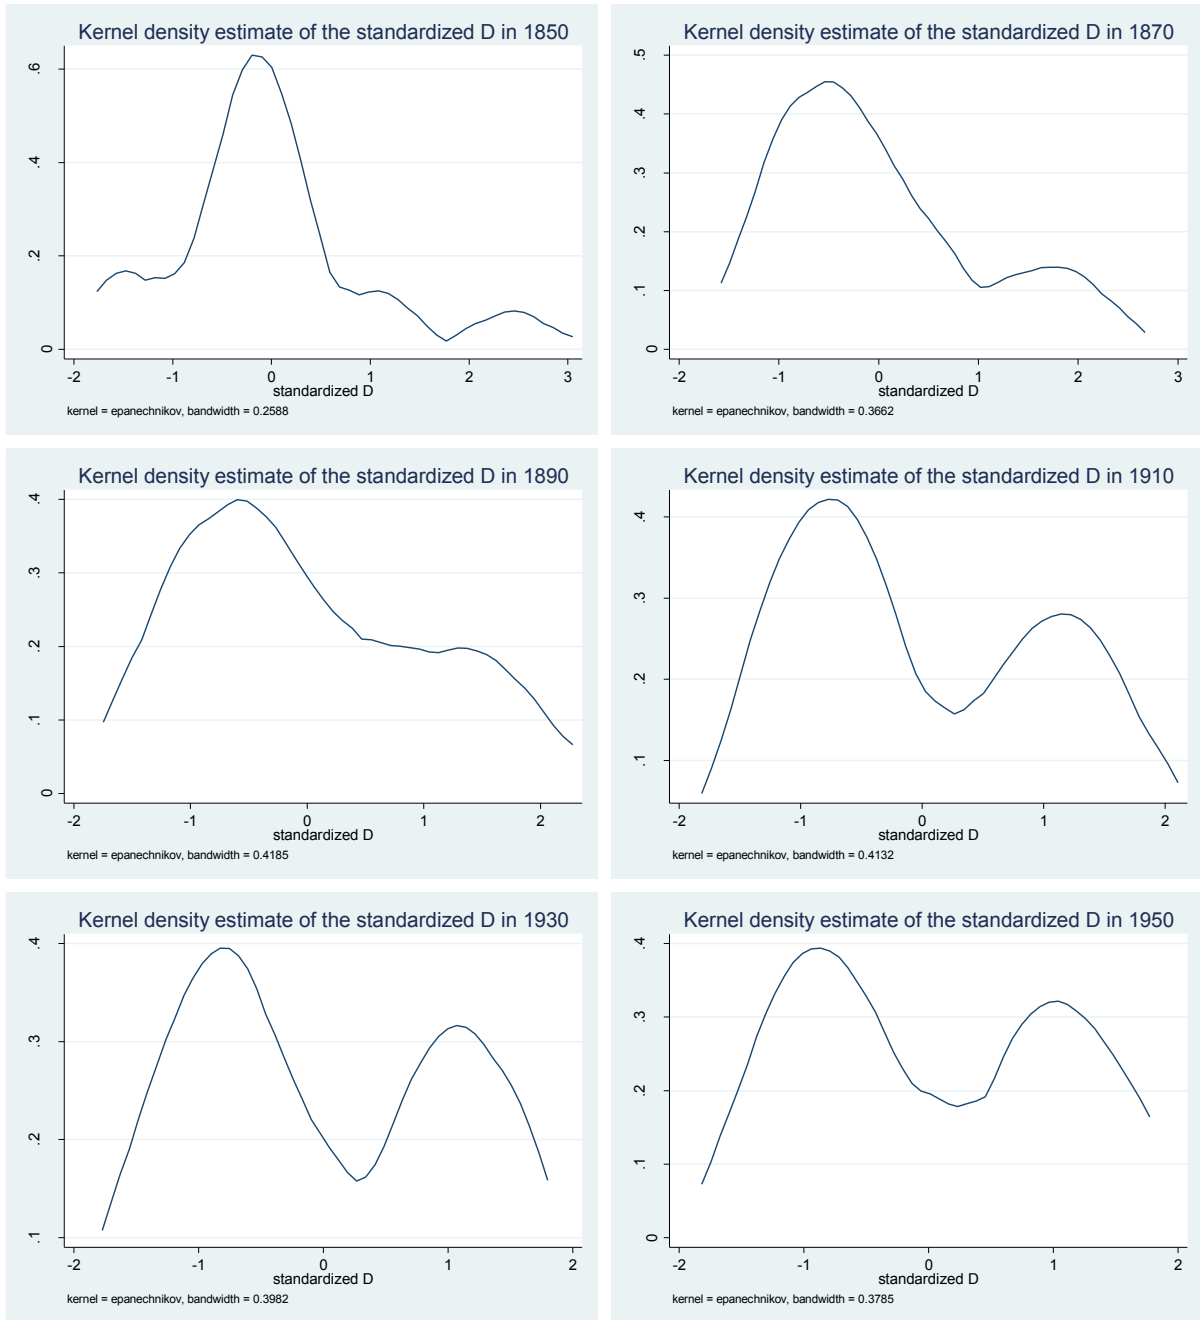 Kernel density estimate of the standardized D in 1850
.6
.4
.2
0
-2 -1 0 1 2 3
standardized D
kernel = epanechnikov, bandwidth = 0.2588
Kernel density estimate of the standardized D in 1870
.5
.4
.3
.2
.1
0
-2 -1 0 1 2 3
standardized D
kernel = epanechnikov, bandwidth = 0.3662
Kernel density estimate of the standardized D in 1890
.4
.3
.2
.1
0
-2 -1 0 1 2
standardized D
kernel = epanechnikov, bandwidth = 0.4185
Kernel density estimate of the standardized D in 1910
.4
.3
.2
.1
-2 -1 0 1 2
standardized D
kernel = epanechnikov, bandwidth = 0.4132
Kernel density estimate of the standardized D in 1930
.4
.3
.2
.1
-2 -1 0 1 2
standardized D
kernel = epanechnikov, bandwidth = 0.3982
Kernel density estimate of the standardized D in 1950
.4
.3
.2
.1
0
-2 -1 0 1 2
standardized D
kernel = epanechnikov, bandwidth = 0.3785